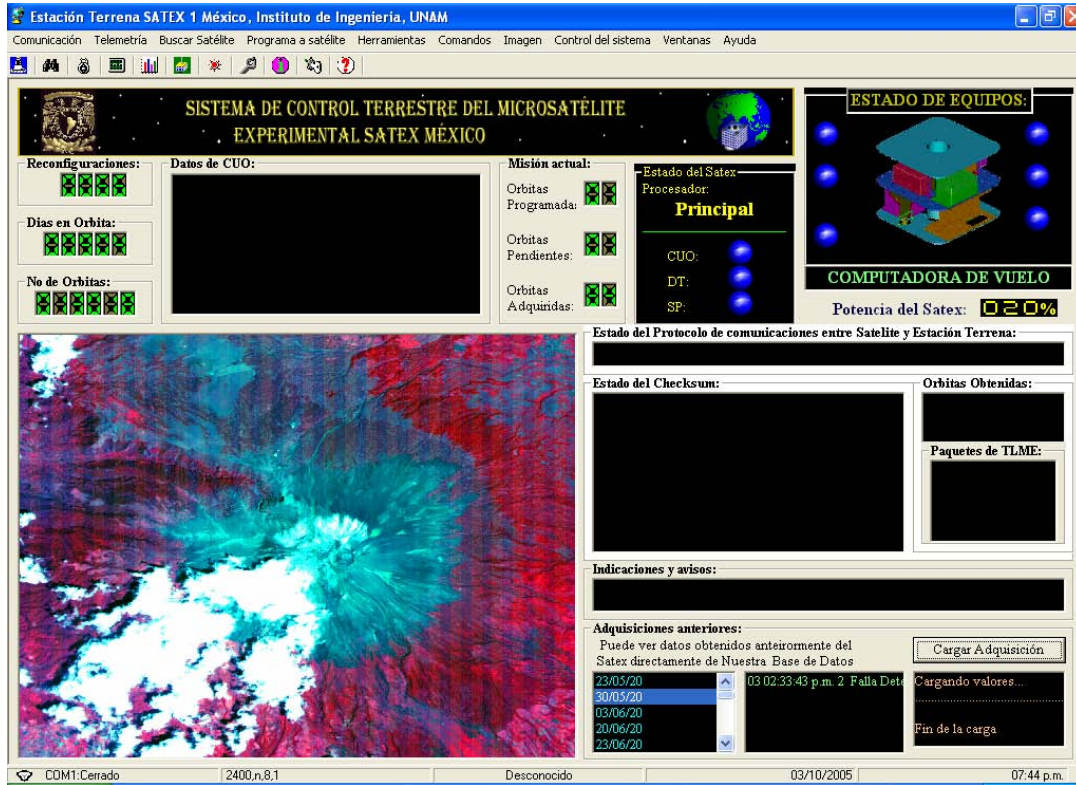 Estación Terrena SATEX 1 México, Instituto de Ingenieria, UNAM
Comunicación Telemetría Buscar Satélite Programa a satélite Herramientas Comandos Imagen Control del sistema Ventanas Ayuda
SISTEMA DE CONTROL TERRESTRE DEL MICROSATÉLITE
EXPERIMENTAL SATEX MÉXICO
ESTADO DE EQUIPOS:
COMPUTADORA DE VUELO
Potencia del Satex: 020%
Reconfiguraciones:
Dias en Orbita:
No de Orbitas:
Datos de CUO:
Misión actual:
Orbitas
Programada:
Orbitas
Pendientes:
Orbitas
Adquiridas:
Estado del Satex
Procesador:
Principal
CUO:
DT:
SP:
Estado del Protocolo de comunicaciones entre Satelite y Estación Terrena:
Estado del Checksum:
Orbitas Obtenidas:
Paquetes de TLME:
Indicaciones y avisos:
Adquisiciones anteriores:
Puede ver datos obtenidos anteirormente del
Satex directamente de Nuestra Base de Datos
Cargar Adquisición
23/05/20
30/05/20
03/06/20
20/06/20
23/06/20
03 02:33:43 p.m. 2 Falla Dete
Cargando valores...
Fin de la carga
COM1:Cerrado 2400,n,8,1 Desconocido 03/10/2005 07:44 p.m.